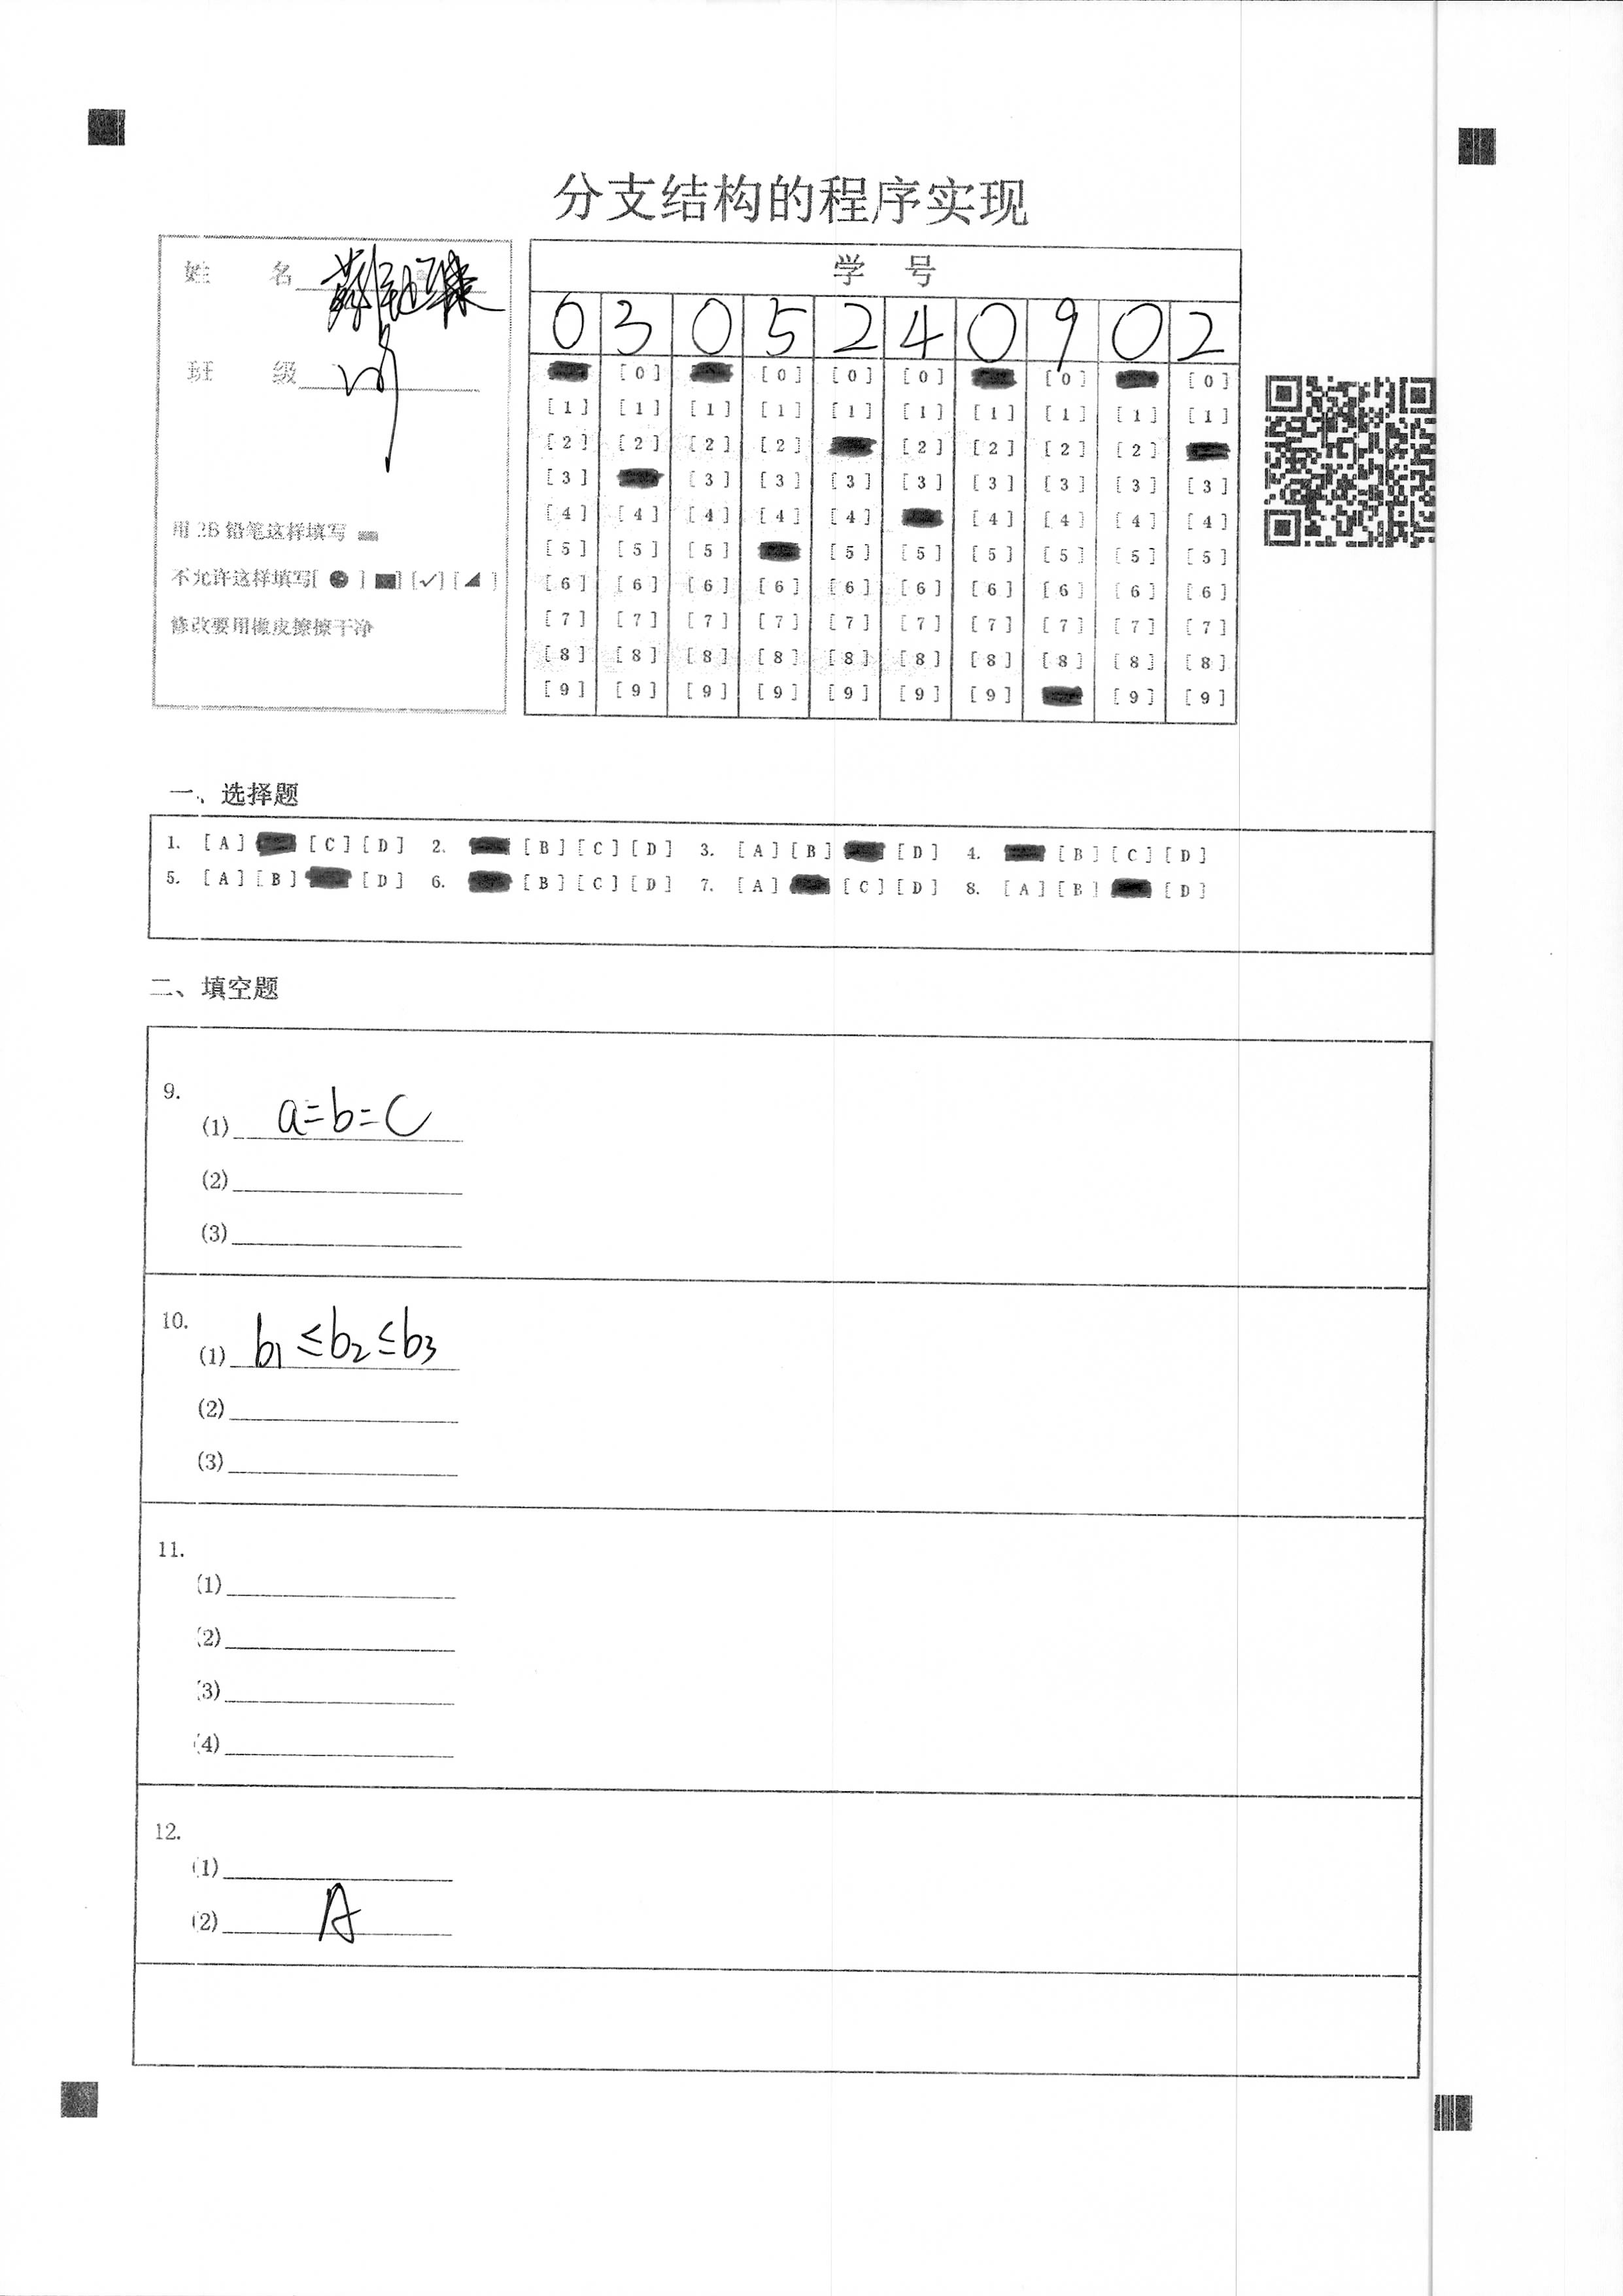 分支结构的程序实现
姓 名
班 级
用 2B 铅笔这样填写
不允许这样填写[ ● ] ■] [✓] [◢ ]
修改要用橡皮擦擦干净
学 号
0 3 0 5 2 4 0 9 0 2
[0] [0] [0] [0] [0] [0]
[1] [1] [1] [1] [1] [1] [1] [1] [1] [1]
[2] [2] [2] [2] [2] [2] [2] [2]
[3] [3] [3] [3] [3] [3] [3] [3] [3]
[4] [4] [4] [4] [4] [4] [4] [4] [4]
[5] [5] [5] [5] [5] [5] [5] [5] [5]
[6] [6] [6] [6] [6] [6] [6] [6] [6] [6]
[7] [7] [7] [7] [7] [7] [7] [7] [7] [7]
[8] [8] [8] [8] [8] [8] [8] [8] [8] [8]
[9] [9] [9] [9] [9] [9] [9] [9] [9]
一、选择题
1. [A] [C] [D] 2. [B] [C] [D] 3. [A] [B] [D] 4. [B] [C] [D]
5. [A] [B] [D] 6. [B] [C] [D] 7. [A] [C] [D] 8. [A] [B] [D]
二、填空题
9.
(1) a=b=c
(2)
(3)
10.
(1) b1≤b2≤b3
(2)
(3)
11.
(1)
(2)
(3)
(4)
12.
(1)
(2) A